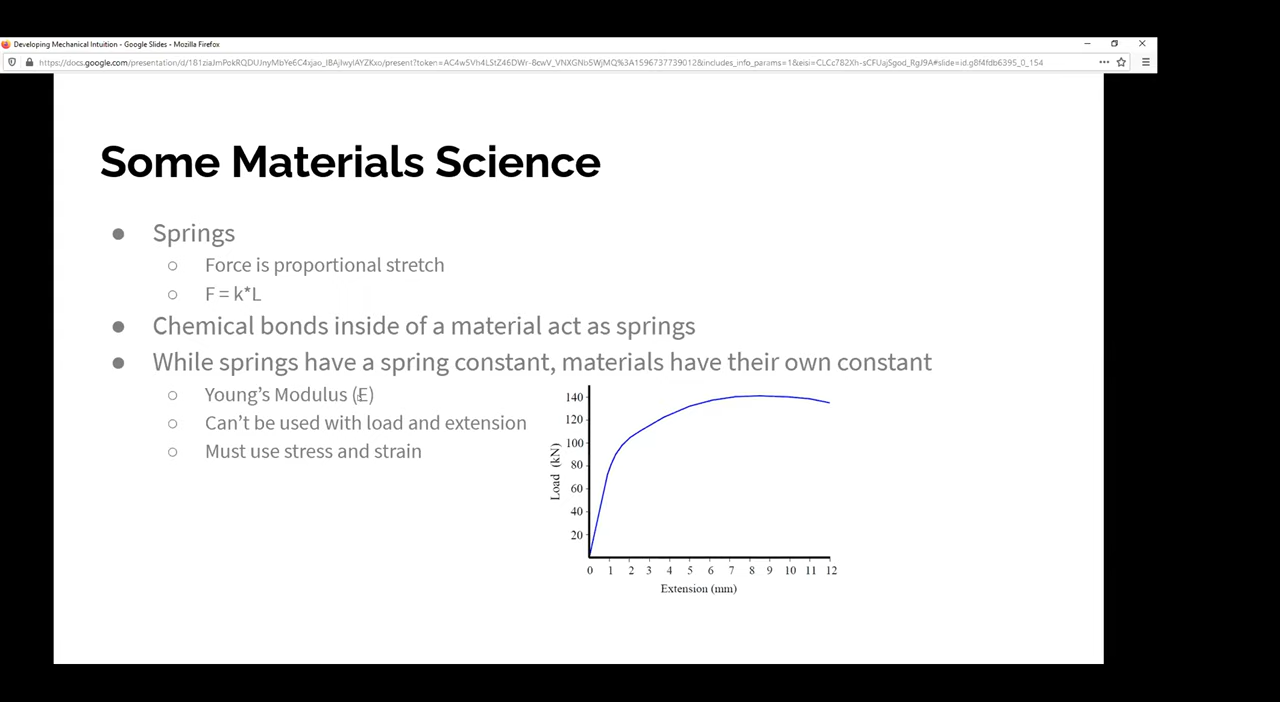 Developing Mechanical Intuition - Google Slides - Mozilla Firefox
Some Materials Science
● Springs
○ Force is proportional stretch
○ F = k*L
● Chemical bonds inside of a material act as springs
● While springs have a spring constant, materials have their own constant
○ Young's Modulus (E)
○ Can't be used with load and extension
○ Must use stress and strain
Load (kN)
140
120
100
80
60
40
20
0 1 2 3 4 5 6 7 8 9 10 11 12
Extension (mm)